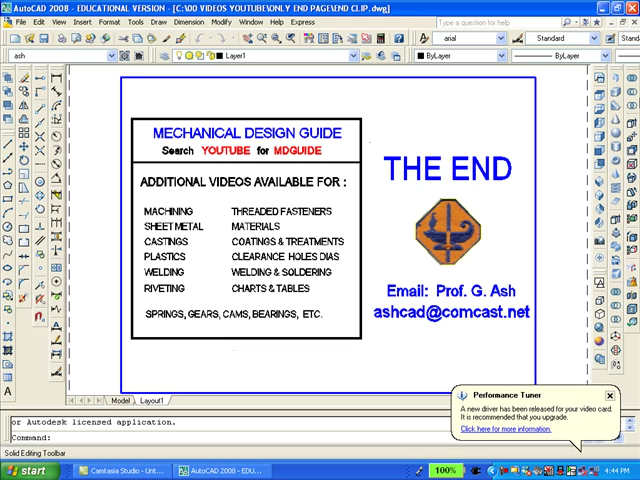 AutoCAD 2008 - EDUCATIONAL VERSION - [C:\00 VIDEOS YOUTUBE\ONLY END PAGE\END CLIP.dwg]
File Edit View Insert Format Tools Draw Dimension Modify Window Help Express
Type a question for help
arial
Standard
Standa
ash
Layer1
ByLayer
ByLayer
MECHANICAL DESIGN GUIDE
Search YOUTUBE for MDGUIDE
ADDITIONAL VIDEOS AVAILABLE FOR :
MACHINING THREADED FASTENERS
SHEET METAL MATERIALS
CASTINGS COATINGS & TREATMENTS
PLASTICS CLEARANCE HOLES DIAS
WELDING WELDING & SOLDERING
RIVETING CHARTS & TABLES
SPRINGS, GEARS, CAMS, BEARINGS, ETC.
THE END
Email: Prof. G. Ash
ashcad@comcast.net
Model Layout1
Performance Tuner
A new driver has been released for your video card.
It is recommended that you upgrade.
Click here for more information.
or Autodesk licensed application.
Command:
Solid Editing Toolbar
start
Camtasia Studio - Unt...
AutoCAD 2008 - EDU...
100%
4:44 PM